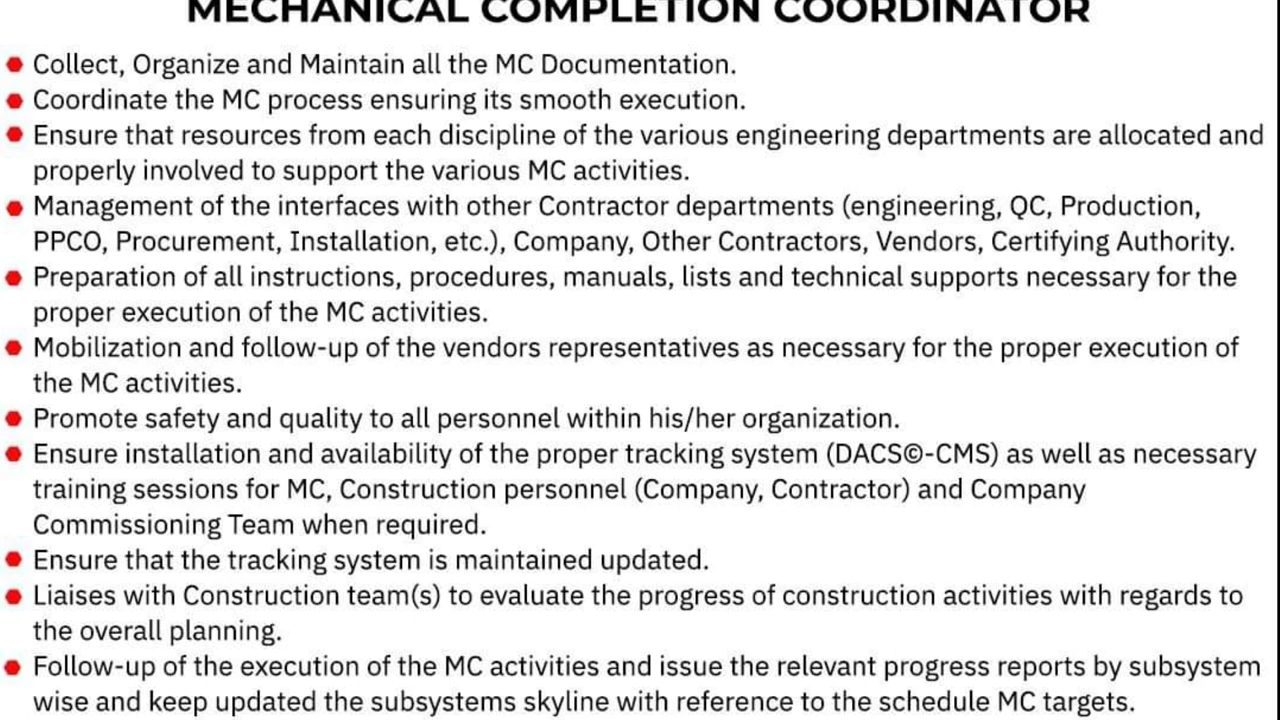 MECHANICAL COMPLETION COORDINATOR
Collect, Organize and Maintain all the MC Documentation.
Coordinate the MC process ensuring its smooth execution.
Ensure that resources from each discipline of the various engineering departments are allocated and
properly involved to support the various MC activities.
Management of the interfaces with other Contractor departments (engineering, QC, Production,
PPCO, Procurement, Installation, etc.), Company, Other Contractors, Vendors, Certifying Authority.
Preparation of all instructions, procedures, manuals, lists and technical supports necessary for the
proper execution of the MC activities.
Mobilization and follow-up of the vendors representatives as necessary for the proper execution of
the MC activities.
Promote safety and quality to all personnel within his/her organization.
Ensure installation and availability of the proper tracking system (DACS©-CMS) as well as necessary
training sessions for MC, Construction personnel (Company, Contractor) and Company
Commissioning Team when required.
Ensure that the tracking system is maintained updated.
Liaises with Construction team(s) to evaluate the progress of construction activities with regards to
the overall planning.
Follow-up of the execution of the MC activities and issue the relevant progress reports by subsystem
wise and keep updated the subsystems skyline with reference to the schedule MC targets.